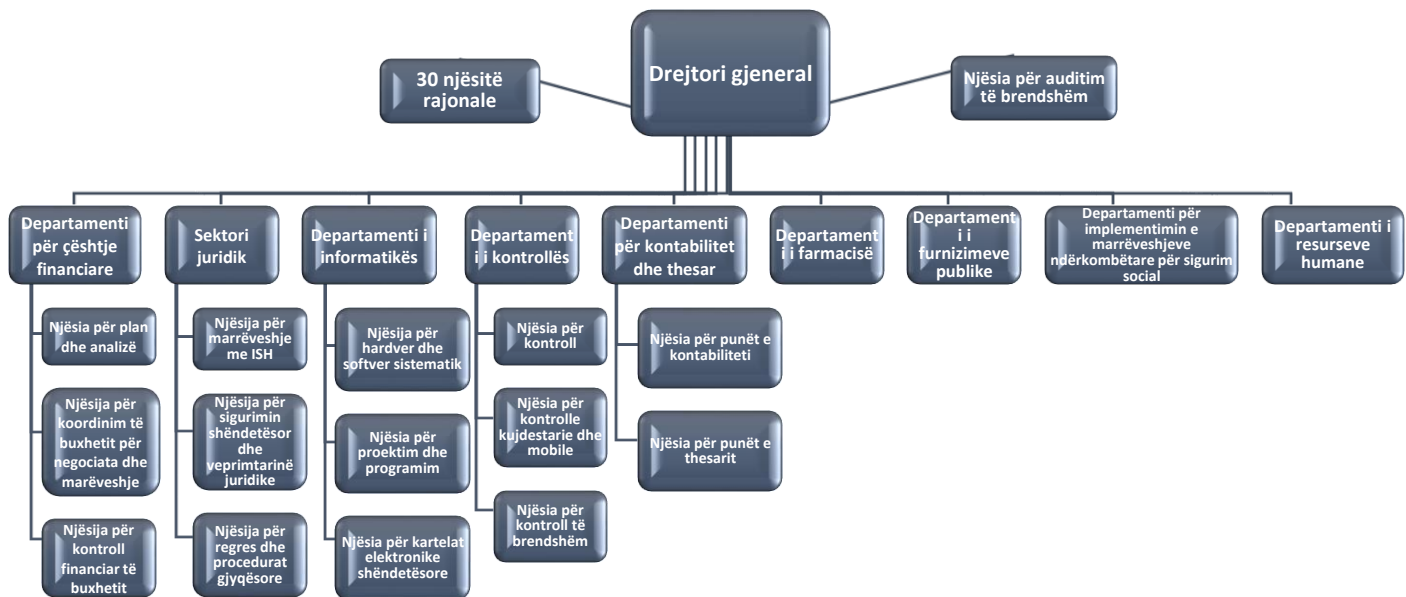 Drejtori gjeneral
30 njësitë
rajonale
Njësia për auditim
të brendshëm
Departamenti
për çështje
financiare
Sektori
juridik
Departamenti i
informatikës
Department
i i kontrollës
Departamenti
për kontabilitet
dhe thesar
Department
i i farmacisë
Department
i i
furnizimeve
publike
Departamenti për
implementimin e
marrëveshjeve
ndërkombëtare për sigurim
social
Departamenti i
resurseve
humane
Njësia për plan
dhe analizë
Njësija për
koordinim të
buxhetit për
negociata dhe
marëveshje
Njësija për
kontroll
financiar të
buxhetit
Njësija për
marrëveshje
me ISH
Njësija për
sigurimin
shëndetësor
dhe
veprimtarinë
juridike
Njësija për
regres dhe
procedurat
gjyqësore
Njësija për
hardver dhe
softver sistematik
Njësia për
proektim dhe
programim
Njësia për kartelat
elektronike
shëndetësore
Njësia për
kontroll
Njësia për
kontrolle
kujdestarie dhe
mobile
Njësia për
kontroll të
brendshëm
Njësia për punët e
kontabiliteti
Njësia për punët e
thesarit